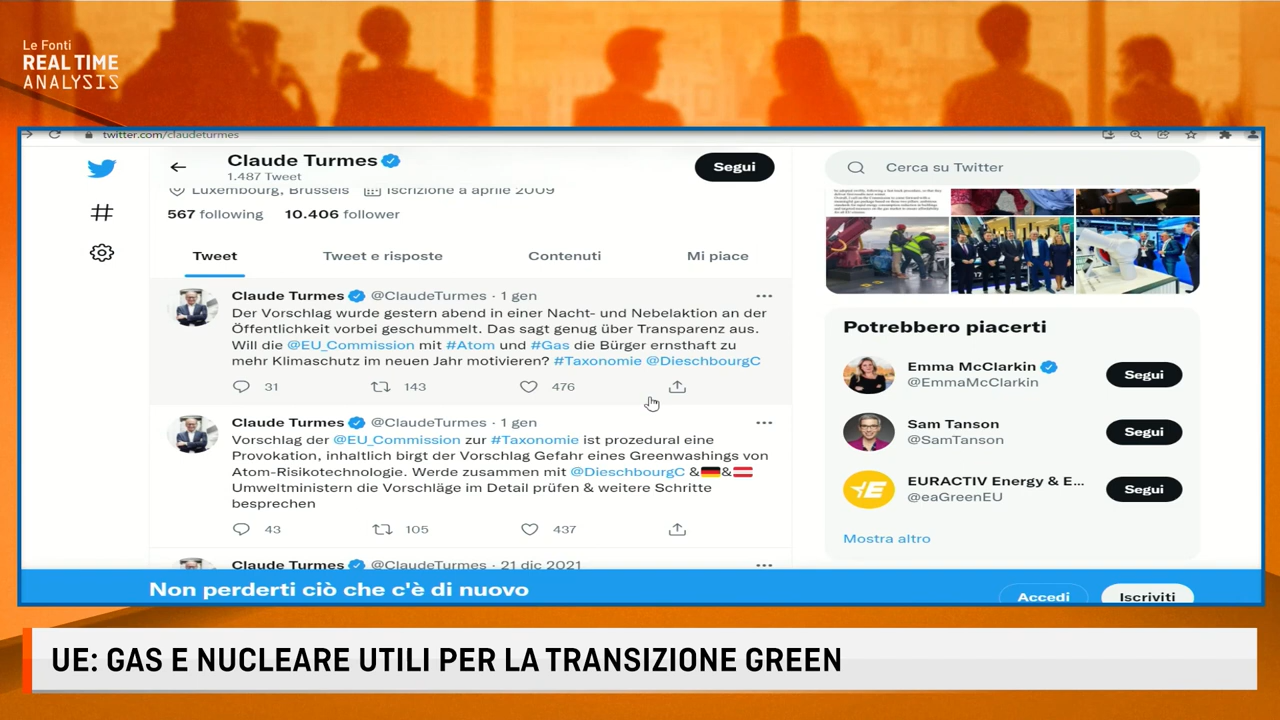 Le Fonti
REAL TIME
ANALYSIS
twitter.com/claudeturmes
Claude Turmes
1.487 Tweet
Segui
Cerca su Twitter
Luxembourg, Brussels Iscrizione a aprile 2009
567 following 10.406 follower
Tweet Tweet e risposte Contenuti Mi piace
Claude Turmes @ClaudeTurmes · 1 gen
Der Vorschlag wurde gestern abend in einer Nacht- und Nebelaktion an der
Öffentlichkeit vorbei geschummelt. Das sagt genug über Transparenz aus.
Will die @EU_Commission mit #Atom und #Gas die Bürger ernsthaft zu
mehr Klimaschutz im neuen Jahr motivieren? #Taxonomie @DieschbourgC
31 143 476
Claude Turmes @ClaudeTurmes · 1 gen
Vorschlag der @EU_Commission zur #Taxonomie ist prozedural eine
Provokation, inhaltlich birgt der Vorschlag Gefahr eines Greenwashings von
Atom-Risikotechnologie. Werde zusammen mit @DieschbourgC & &
Umweltministern die Vorschläge im Detail prüfen & weitere Schritte
besprechen
43 105 437
Claude Turmes @ClaudeTurmes · 21 dic 2021
Potrebbero piacerti
Emma McClarkin
@EmmaMcClarkin
Segui
Sam Tanson
@SamTanson
Segui
EURACTIV Energy & E...
@eaGreenEU
Segui
Mostra altro
Non perderti ciò che c'è di nuovo
Accedi Iscriviti
UE: GAS E NUCLEARE UTILI PER LA TRANSIZIONE GREEN